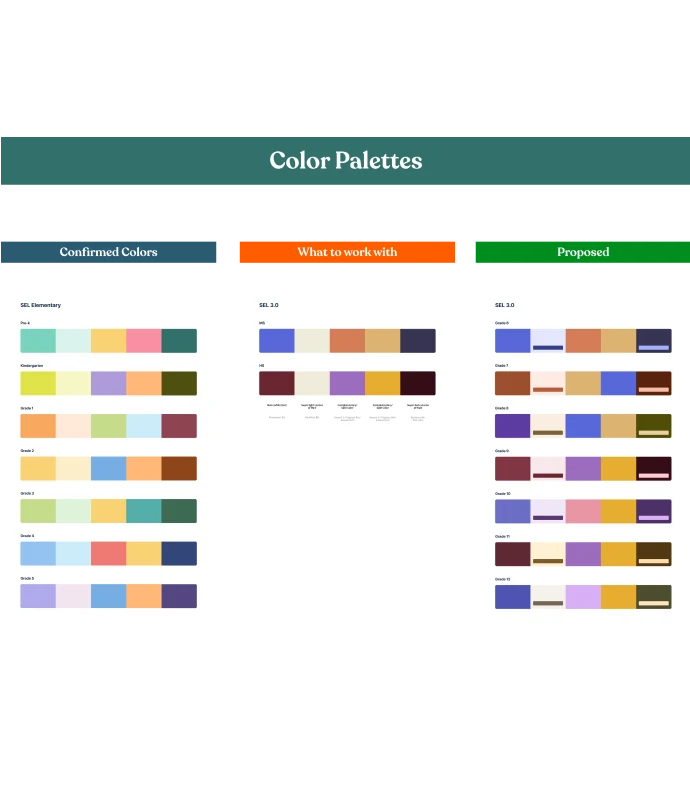 Color Palettes
Confirmed Colors
What to work with
Proposed
SEL Elementary
Pre-k
Kindergarten
Grade 1
Grade 2
Grade 3
Grade 4
Grade 5
SEL 3.0
MS
HS
SEL 3.0
Grade 6
Grade 7
Grade 8
Grade 9
Grade 10
Grade 11
Grade 12